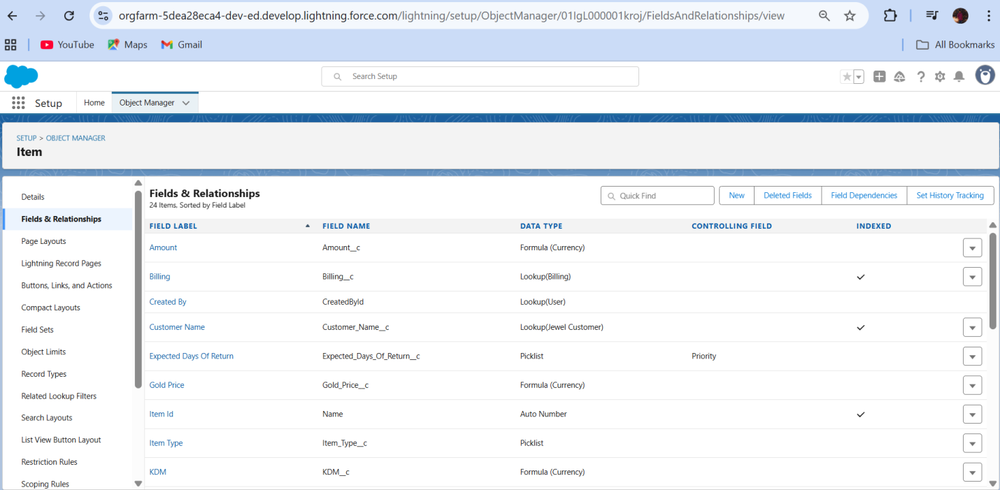 orgfarm-5dea28eca4-dev-ed.develop.lightning.force.com/lightning/setup/ObjectManager/01IgL000001kroj/FieldsAndRelationships/view
YouTube Maps Gmail All Bookmarks
Search Setup
Setup Home Object Manager
SETUP > OBJECT MANAGER
Item
Details
Fields & Relationships
Page Layouts
Lightning Record Pages
Buttons, Links, and Actions
Compact Layouts
Field Sets
Object Limits
Record Types
Related Lookup Filters
Search Layouts
List View Button Layout
Restriction Rules
Scoping Rules
Fields & Relationships
24 Items, Sorted by Field Label
Quick Find New Deleted Fields Field Dependencies Set History Tracking
FIELD LABEL FIELD NAME DATA TYPE CONTROLLING FIELD INDEXED
Amount Amount__c Formula (Currency)
Billing Billing__c Lookup(Billing)
Created By CreatedById Lookup(User)
Customer Name Customer_Name__c Lookup(Jewel Customer)
Expected Days Of Return Expected_Days_Of_Return__c Picklist Priority
Gold Price Gold_Price__c Formula (Currency)
Item Id Name Auto Number
Item Type Item_Type__c Picklist
KDM KDM__c Formula (Currency)